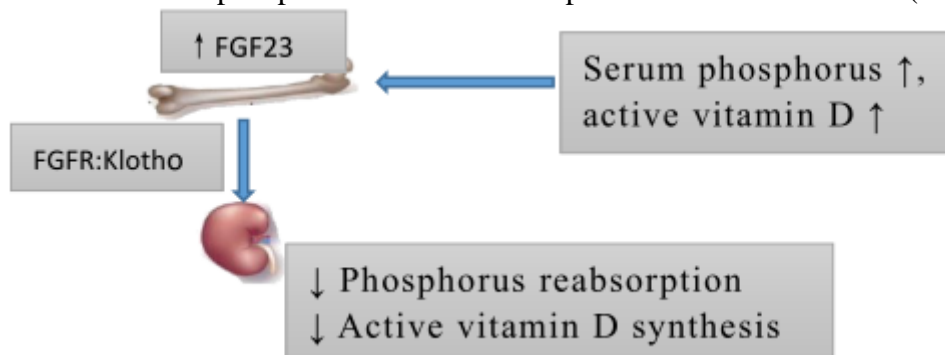 ↑ FGF23
Serum phosphorus ↑,
active vitamin D ↑
FGFR:Klotho
↓ Phosphorus reabsorption
↓ Active vitamin D synthesis